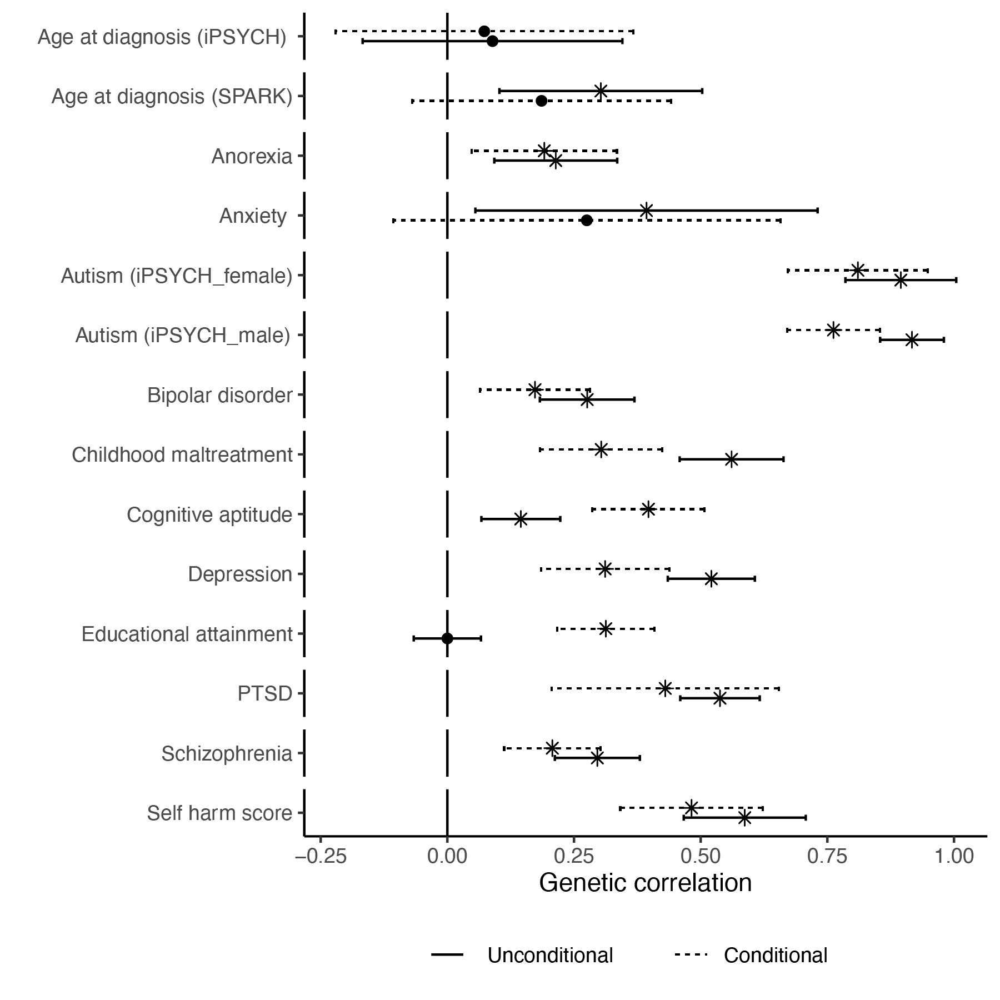 Age at diagnosis (iPSYCH)
Age at diagnosis (SPARK)
Anorexia
Anxiety
Autism (iPSYCH_female)
Autism (iPSYCH_male)
Bipolar disorder
Childhood maltreatment
Cognitive aptitude
Depression
Educational attainment
PTSD
Schizophrenia
Self harm score
−0.25 0.00 0.25 0.50 0.75 1.00
Genetic correlation
Unconditional Conditional